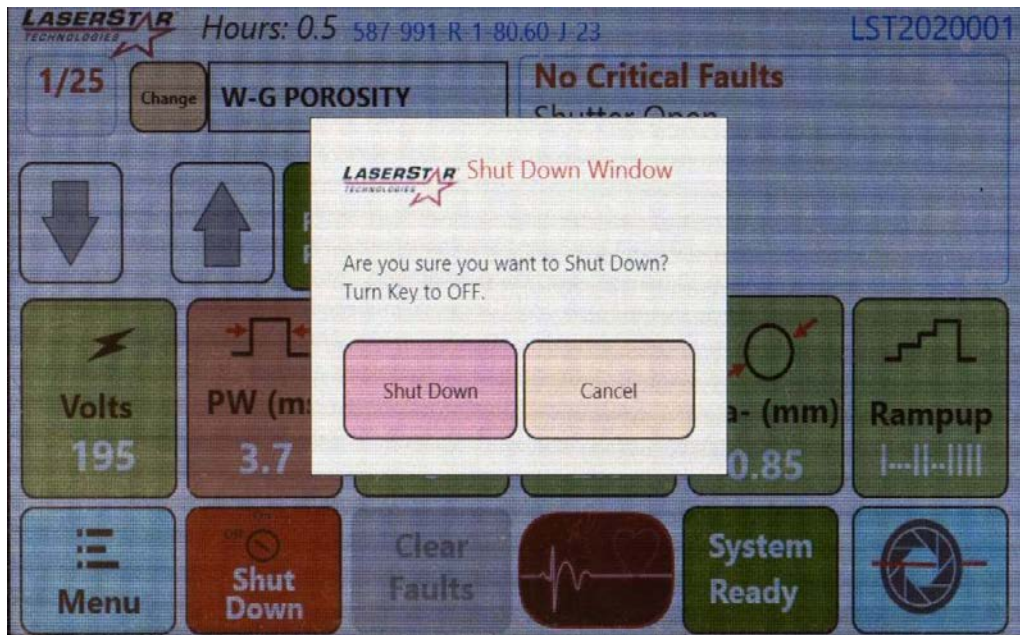 LASERSTAR
TECHNOLOGIES
Hours: 0.5
587-991-R-1-80.60-J-23
LST2020001
1/25
Change
W-G POROSITY
No Critical Faults
Shutter Open
LASERSTAR
TECHNOLOGIES
Shut Down Window
Are you sure you want to Shut Down?
Turn Key to OFF.
Shut Down
Cancel
Volts
195
PW (m
3.7
a- (mm)
0.85
Rampup
Menu
Shut
Down
Clear
Faults
System
Ready